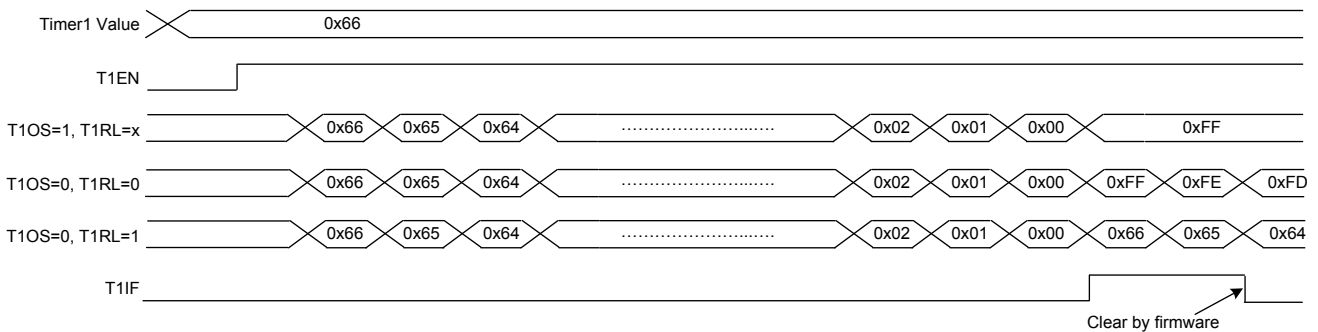 Timer1 Value 0x66
T1EN
T1OS=1, T1RL=x 0x66 0x65 0x64 ………………………. 0x02 0x01 0x00 0xFF
T1OS=0, T1RL=0 0x66 0x65 0x64 ………………………. 0x02 0x01 0x00 0xFF 0xFE 0xFD
T1OS=0, T1RL=1 0x66 0x65 0x64 ………………………. 0x02 0x01 0x00 0x66 0x65 0x64
T1IF
Clear by firmware